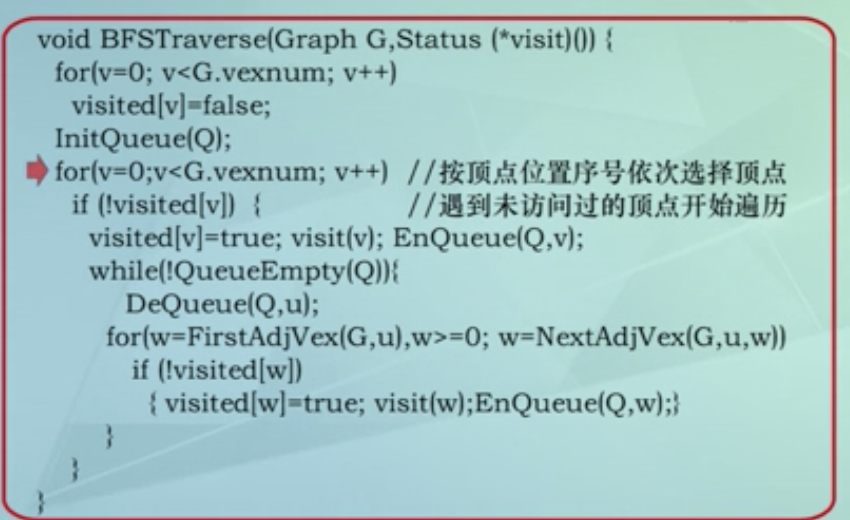 void BFSTraverse(Graph G,Status (*visit)()) {
for(v=0; v<G.vexnum; v++)
visited[v]=false;
InitQueue(Q);
for(v=0;v<G.vexnum; v++) //按顶点位置序号依次选择顶点
if (!visited[v]) { //遇到未访问过的顶点开始遍历
visited[v]=true; visit(v); EnQueue(Q,v);
while(!QueueEmpty(Q)){
DeQueue(Q,u);
for(w=FirstAdjVex(G,u),w>=0; w=NextAdjVex(G,u,w))
if (!visited[w])
{ visited[w]=true; visit(w);EnQueue(Q,w);}
}
}
}